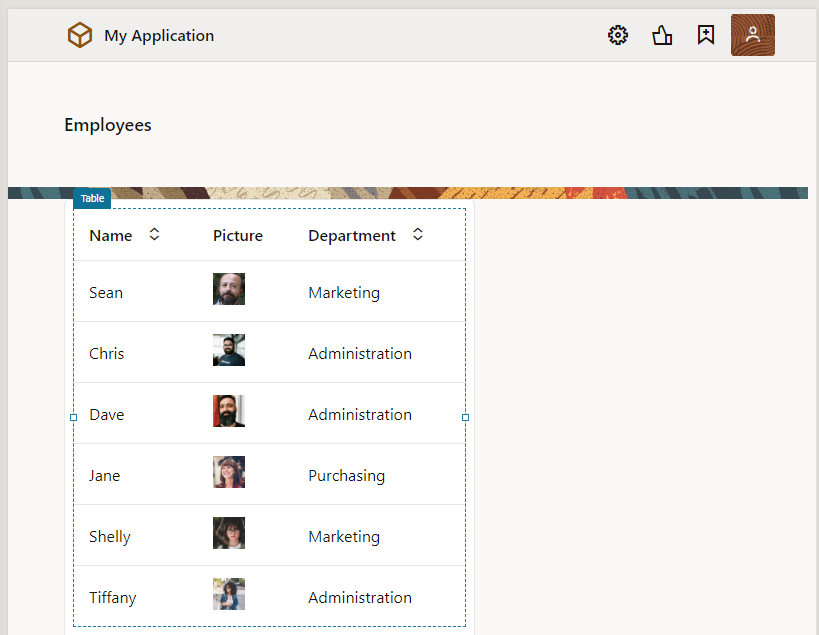 My Application
Employees
Table
Name Picture Department
Sean Marketing
Chris Administration
Dave Administration
Jane Purchasing
Shelly Marketing
Tiffany Administration